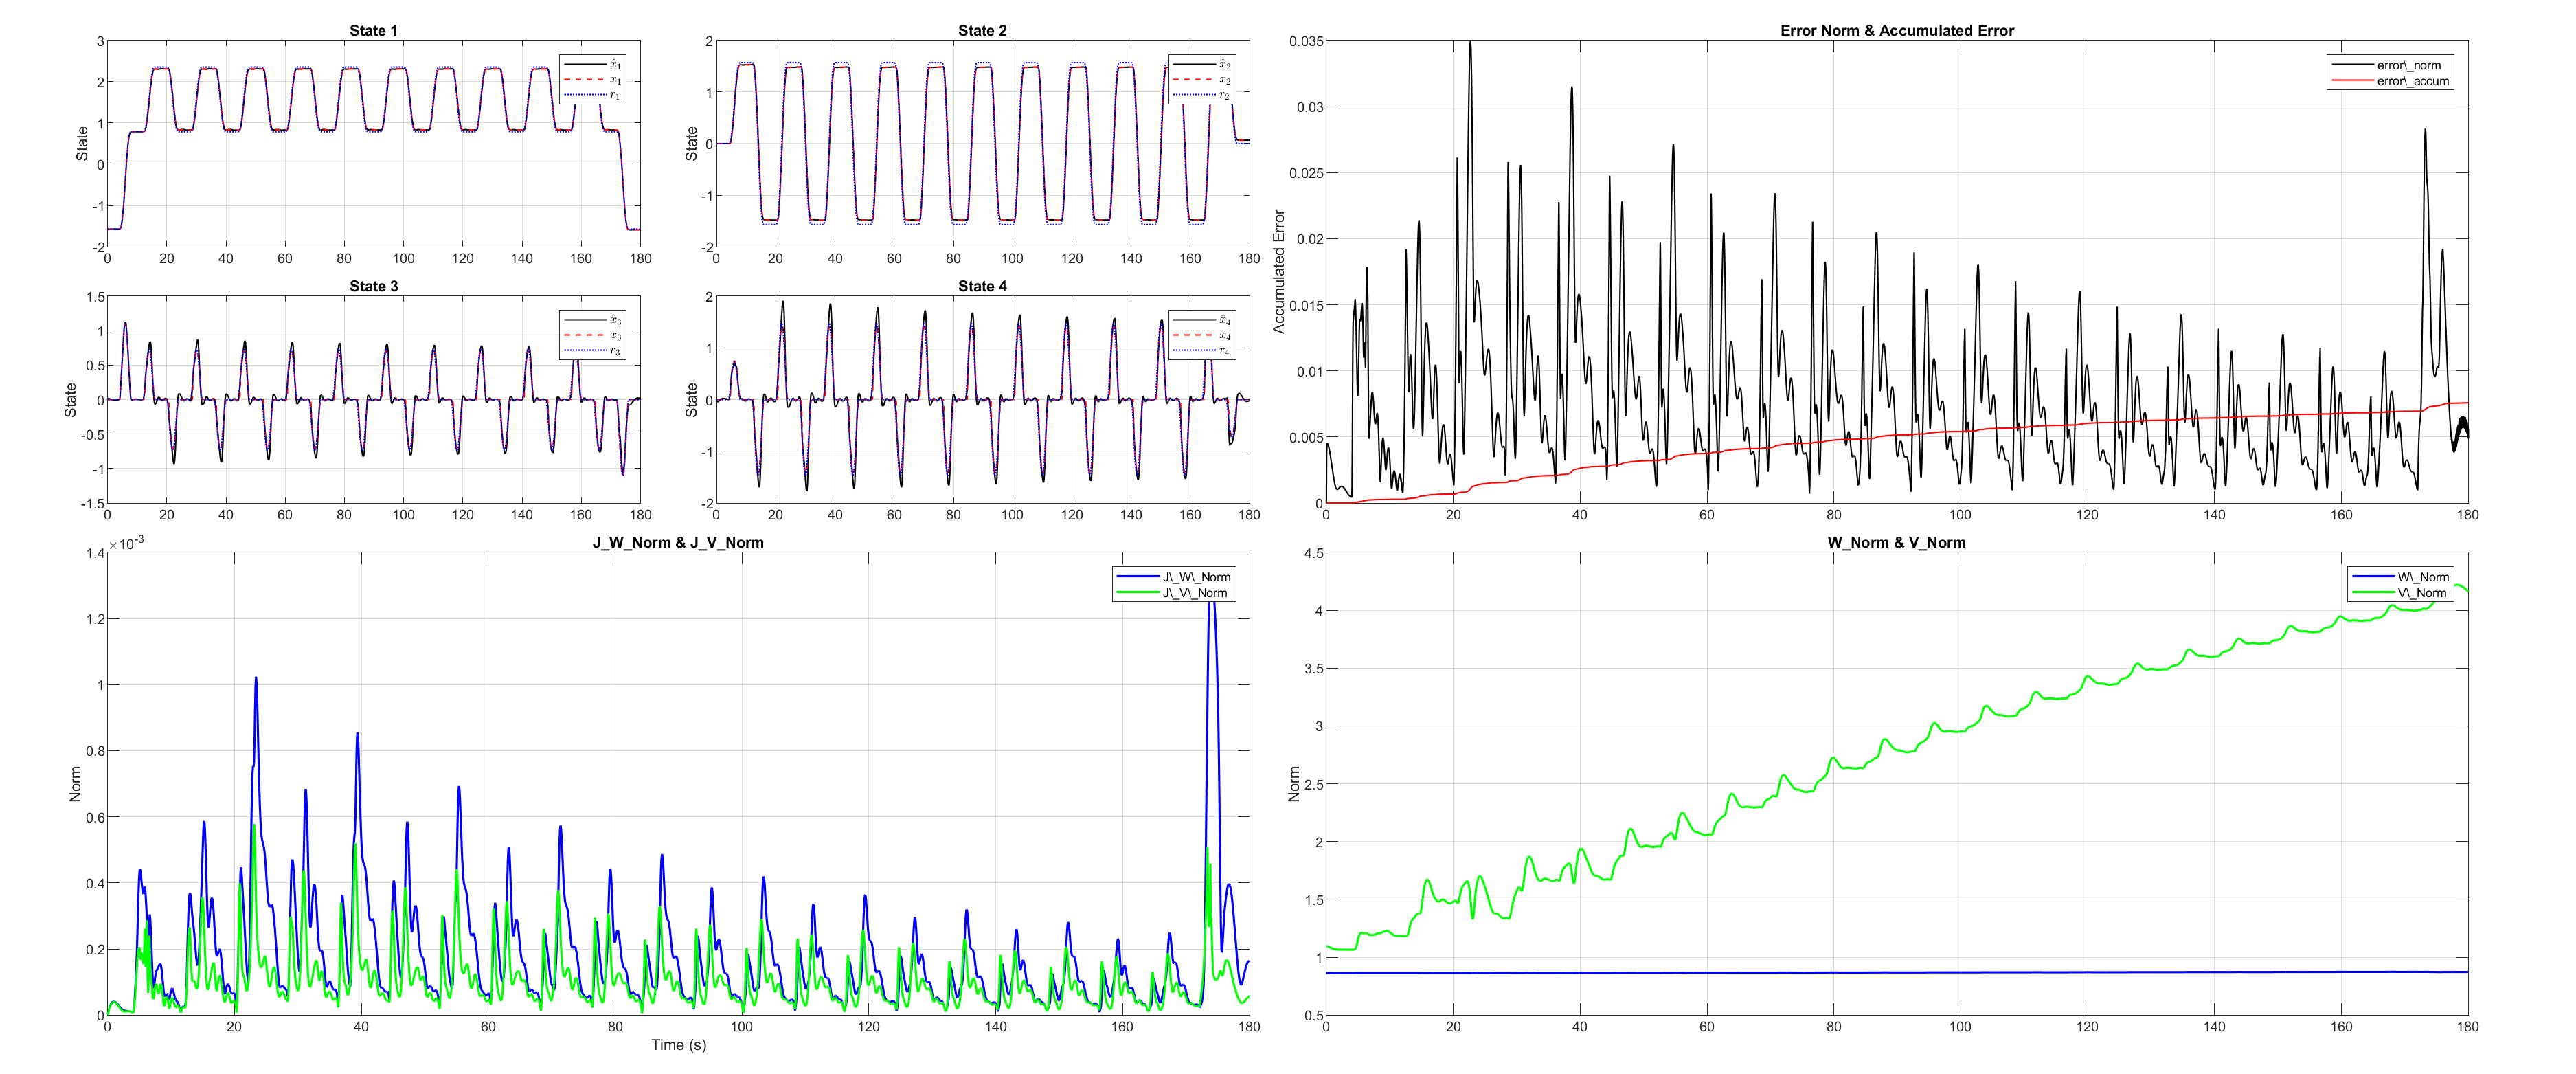 State 1
State
3
2
1
0
-1
-2
0 20 40 60 80 100 120 140 160 180
x̂₁
x₁
r₁
State 2
State
2
1
0
-1
-2
0 20 40 60 80 100 120 140 160 180
x̂₂
x₂
r₂
State 3
State
1.5
1
0.5
0
-0.5
-1
-1.5
0 20 40 60 80 100 120 140 160 180
x̂₃
x₃
r₃
State 4
State
2
1
0
-1
-2
0 20 40 60 80 100 120 140 160 180
x̂₄
x₄
r₄
Error Norm & Accumulated Error
Accumulated Error
0.035
0.03
0.025
0.02
0.015
0.01
0.005
0
0 20 40 60 80 100 120 140 160 180
error\_norm
error\_accum
J_W_Norm & J_V_Norm
×10⁻³
Norm
1.4
1.2
1
0.8
0.6
0.4
0.2
0
0 20 40 60 80 100 120 140 160 180
Time (s)
J\_W\_Norm
J\_V\_Norm
W_Norm & V_Norm
Norm
4.5
4
3.5
3
2.5
2
1.5
1
0.5
0 20 40 60 80 100 120 140 160 180
W\_Norm
V\_Norm